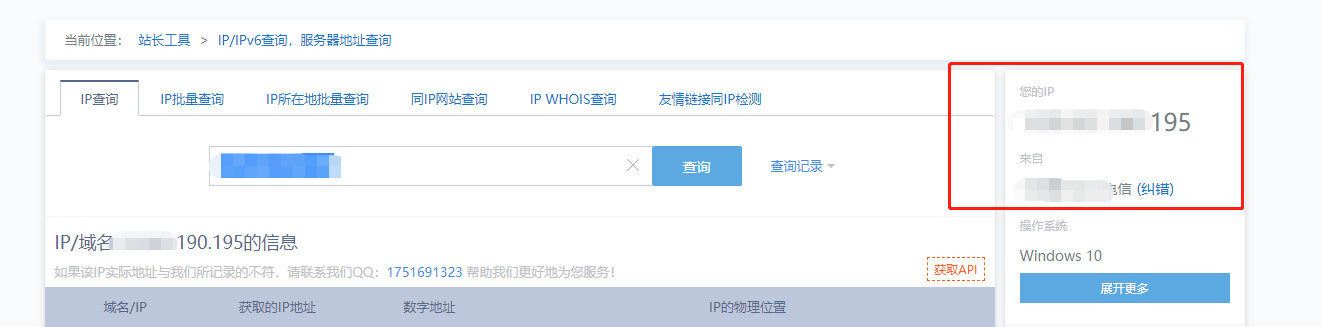 当前位置： 站长工具 > IP/IPv6查询，服务器地址查询
IP查询 IP批量查询 IP所在地批量查询 同IP网站查询 IP WHOIS查询 友情链接同IP检测
查询 查询记录
IP/域名 190.195的信息
如果该IP实际地址与我们所记录的不符，请联系我们QQ：1751691323 帮助我们更好地为您服务！
获取API
域名/IP 获取的IP地址 数字地址 IP的物理位置
您的IP
195
来自
电信 (纠错)
操作系统
Windows 10
展开更多